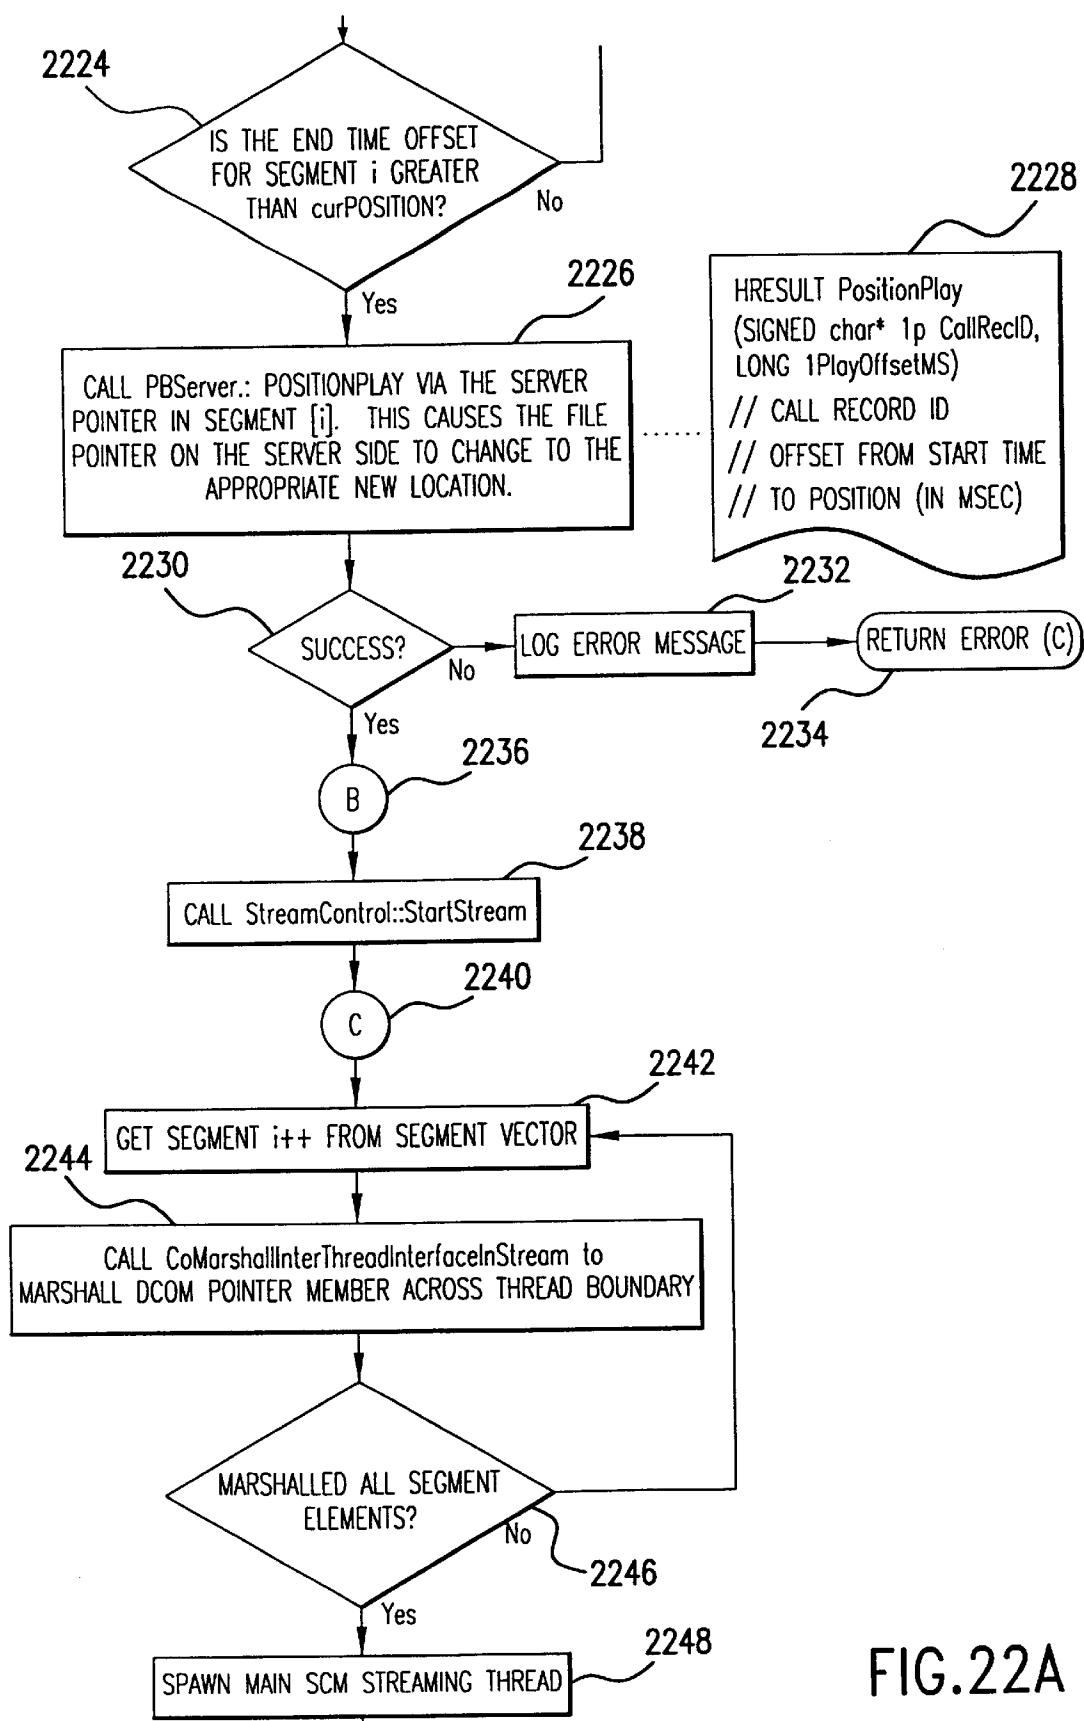 2224
IS THE END TIME OFFSET
FOR SEGMENT i GREATER
THAN curPOSITION?
No
Yes
2226
CALL PBServer.: POSITIONPLAY VIA THE SERVER
POINTER IN SEGMENT [i]. THIS CAUSES THE FILE
POINTER ON THE SERVER SIDE TO CHANGE TO THE
APPROPRIATE NEW LOCATION.
2228
HRESULT PositionPlay
(SIGNED char* 1p CallRecID,
LONG 1PlayOffsetMS)
// CALL RECORD ID
// OFFSET FROM START TIME
// TO POSITION (IN MSEC)
2230
SUCCESS?
No
Yes
2232
LOG ERROR MESSAGE
RETURN ERROR (C)
2234
2236
B
2238
CALL StreamControl::StartStream
2240
C
2242
GET SEGMENT i++ FROM SEGMENT VECTOR
2244
CALL CoMarshallInterThreadInterfaceInStream to
MARSHALL DCOM POINTER MEMBER ACROSS THREAD BOUNDARY
MARSHALLED ALL SEGMENT
ELEMENTS?
No
2246
Yes
2248
SPAWN MAIN SCM STREAMING THREAD
FIG.22A